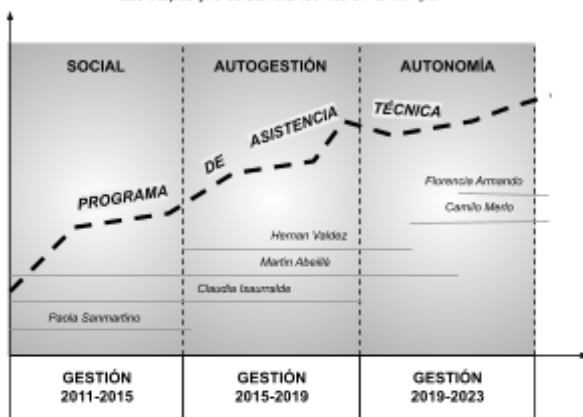 SOCIAL
AUTOGESTIÓN
AUTONOMÍA
PROGRAMA DE ASISTENCIA TÉCNICA
Florencia Armando
Camilo Merlo
Hernan Valdez
Martín Abeillé
Claudia Isaurralde
Paola Sanmartino
GESTIÓN
2011-2015
GESTIÓN
2015-2019
GESTIÓN
2019-2023